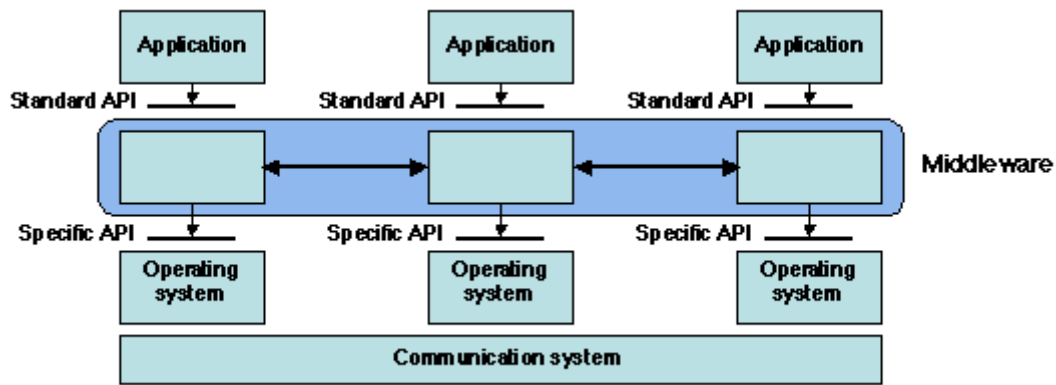 Application
Application
Application
Standard API
Standard API
Standard API
Middleware
Specific API
Specific API
Specific API
Operating
system
Operating
system
Operating
system
Communication system